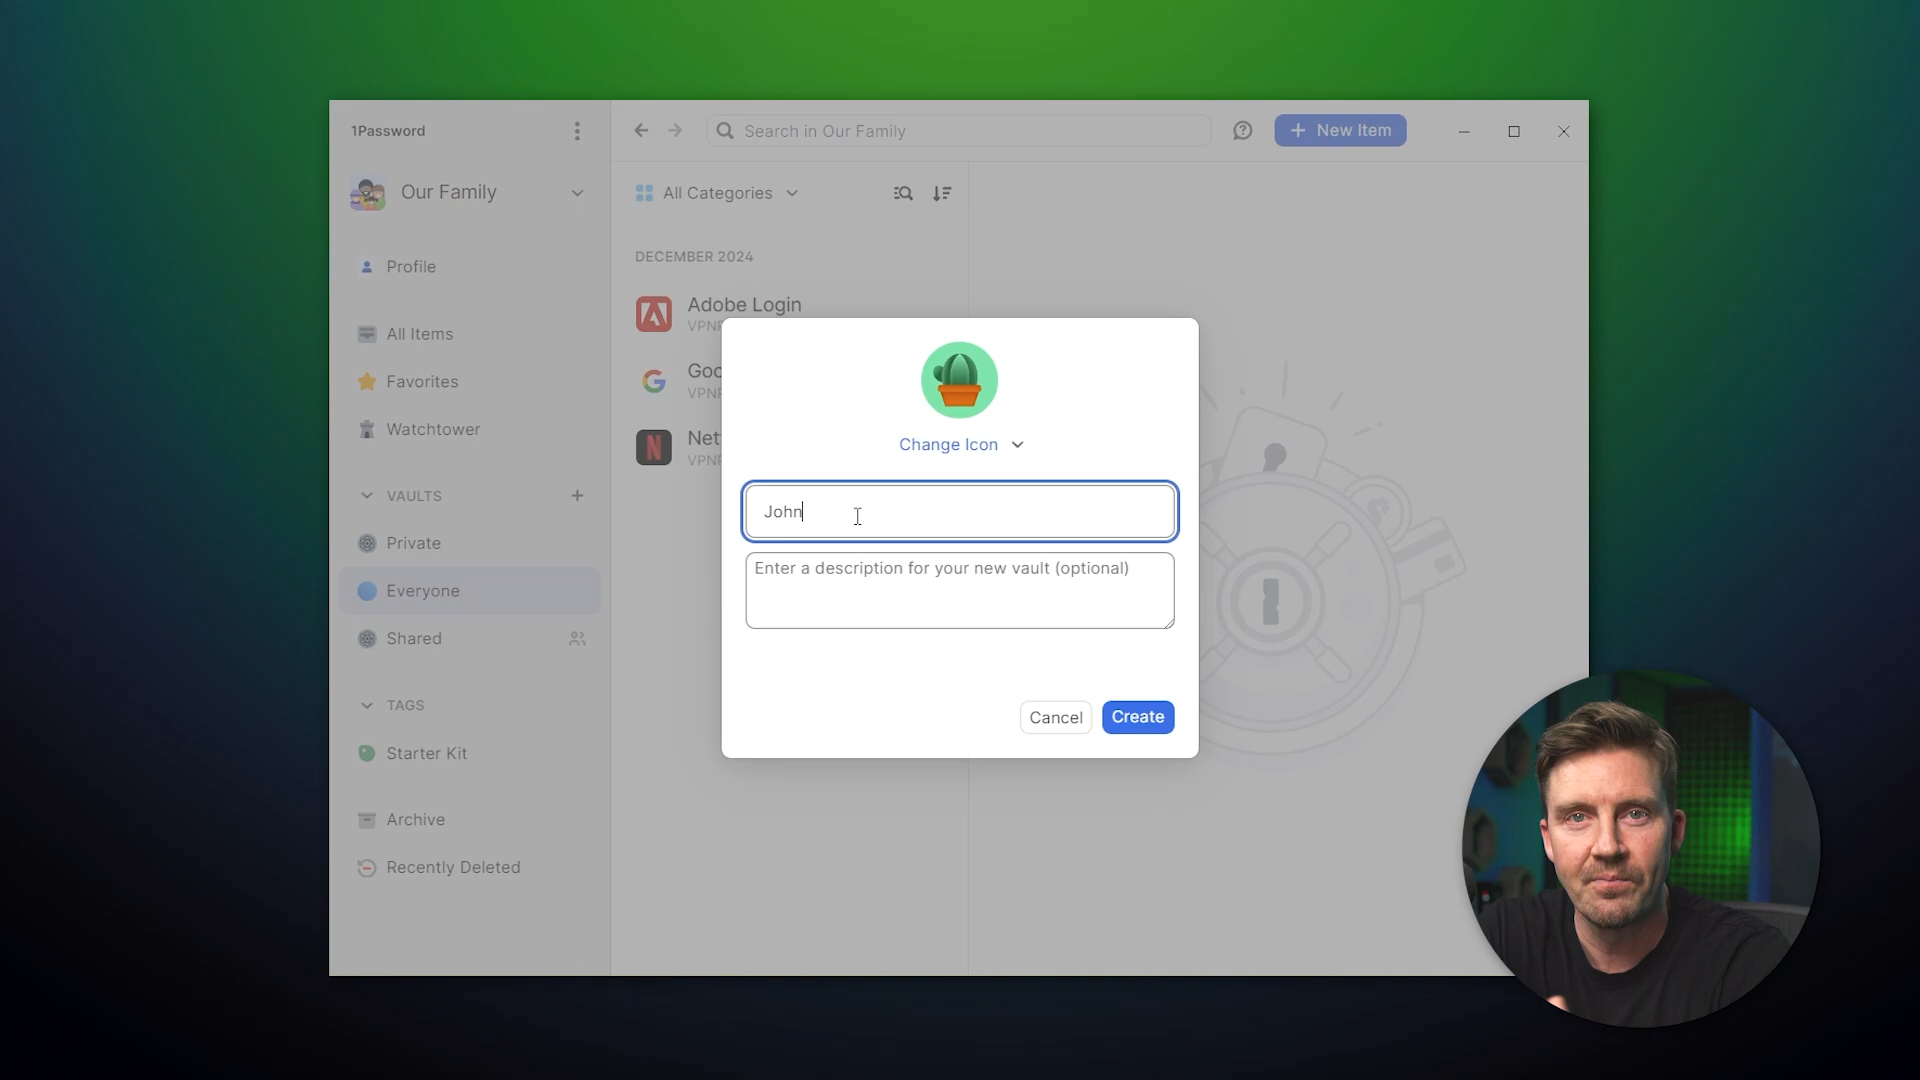 1Password
Search in Our Family
New Item
Our Family
All Categories
Profile
DECEMBER 2024
All Items
Adobe Login
Favorites
Watchtower
VAULTS
Private
Everyone
Shared
TAGS
Starter Kit
Archive
Recently Deleted
Change Icon
John
Enter a description for your new vault (optional)
Cancel
Create